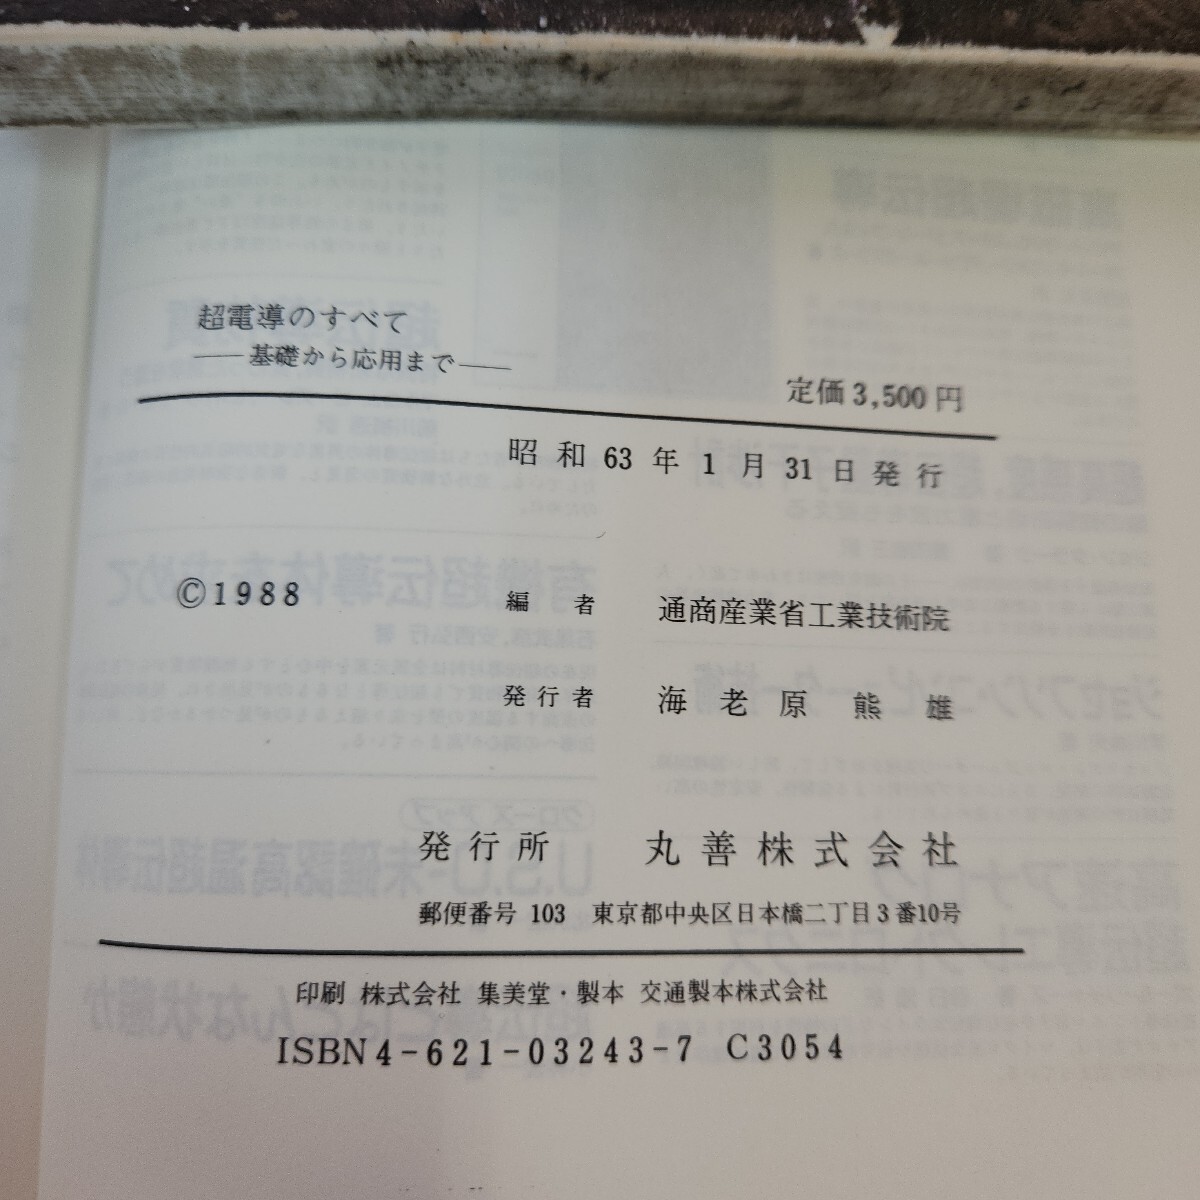 超電導のすべて
——基礎から応用まで——
定価3,500円
昭和63年1月31日発行
©1988
編者 通商産業省工業技術院
発行者 海老原熊雄
発行所 丸善株式会社
郵便番号 103 東京都中央区日本橋二丁目3番10号
印刷 株式会社 集美堂・製本 交通製本株式会社
ISBN4-621-03243-7 C3054